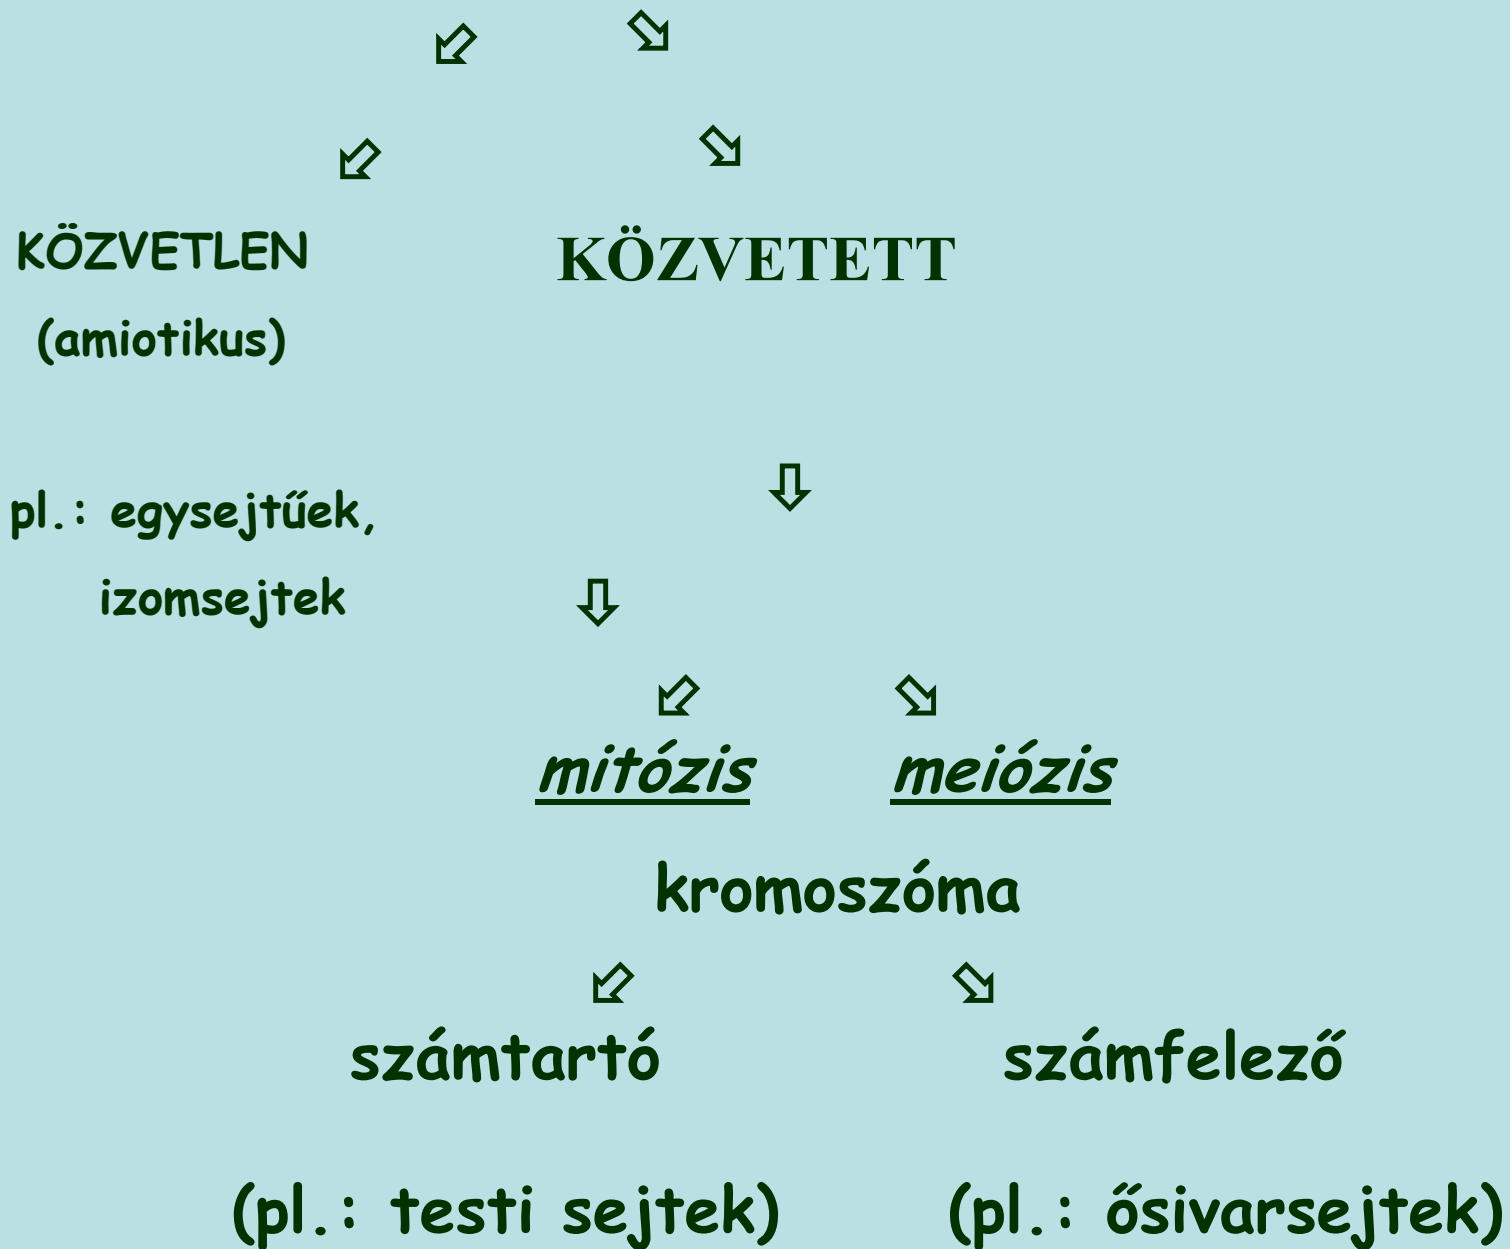 KÖZVETLEN
KÖZVETETT
(amiotikus)
pl.: egysejtűek,
izomsejtek
mitózis meiózis
kromoszóma
számtartó számfelező
(pl.: testi sejtek) (pl.: ősivarsejtek)